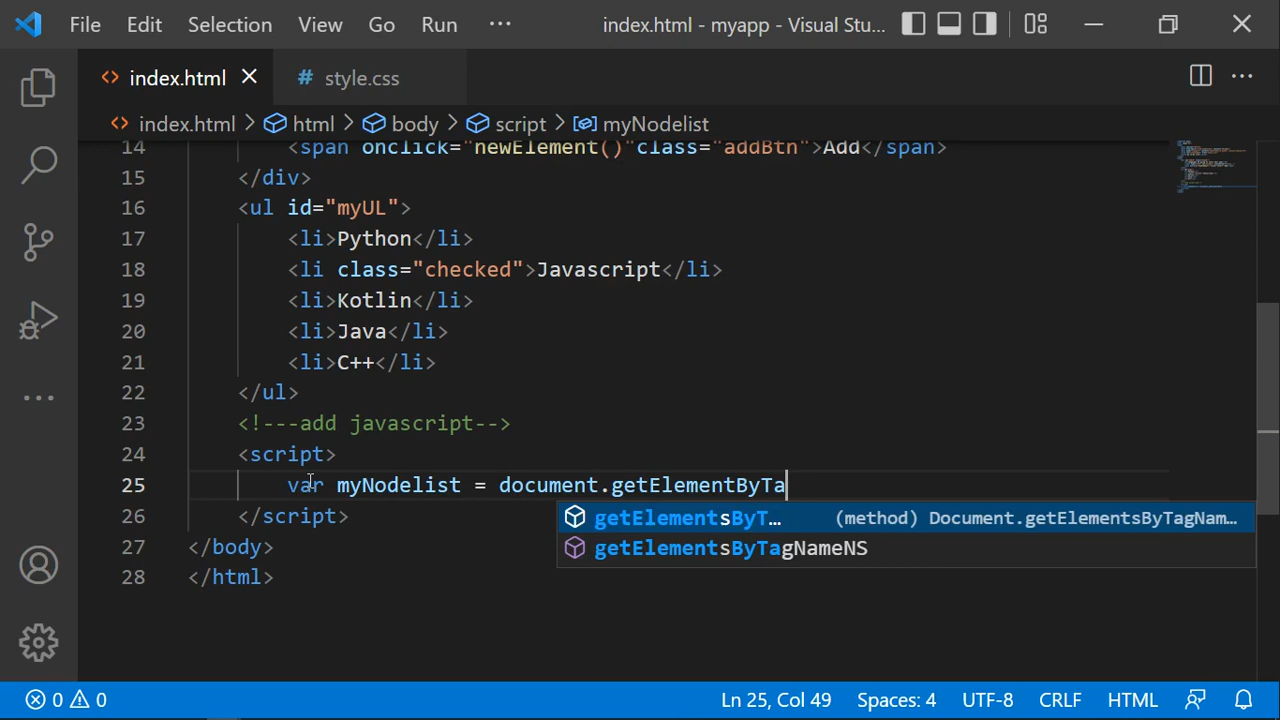 File Edit Selection View Go Run ··· index.html - myapp - Visual Stu...
index.html # style.css ···
index.html > html > body > script > myNodelist
14 <span onclick="newElement()"class="addBtn">Add</span>
15 </div>
16 <ul id="myUL">
17 <li>Python</li>
18 <li class="checked">Javascript</li>
19 <li>Kotlin</li>
20 <li>Java</li>
21 <li>C++</li>
22 </ul>
23 <!---add javascript-->
24 <script>
25 var myNodelist = document.getElementByTa
26 </script>
getElementsByT... (method) Document.getElementsByTagNam...
27 </body>
getElementsByTagNameNS
28 </html>
0 0 Ln 25, Col 49 Spaces: 4 UTF-8 CRLF HTML